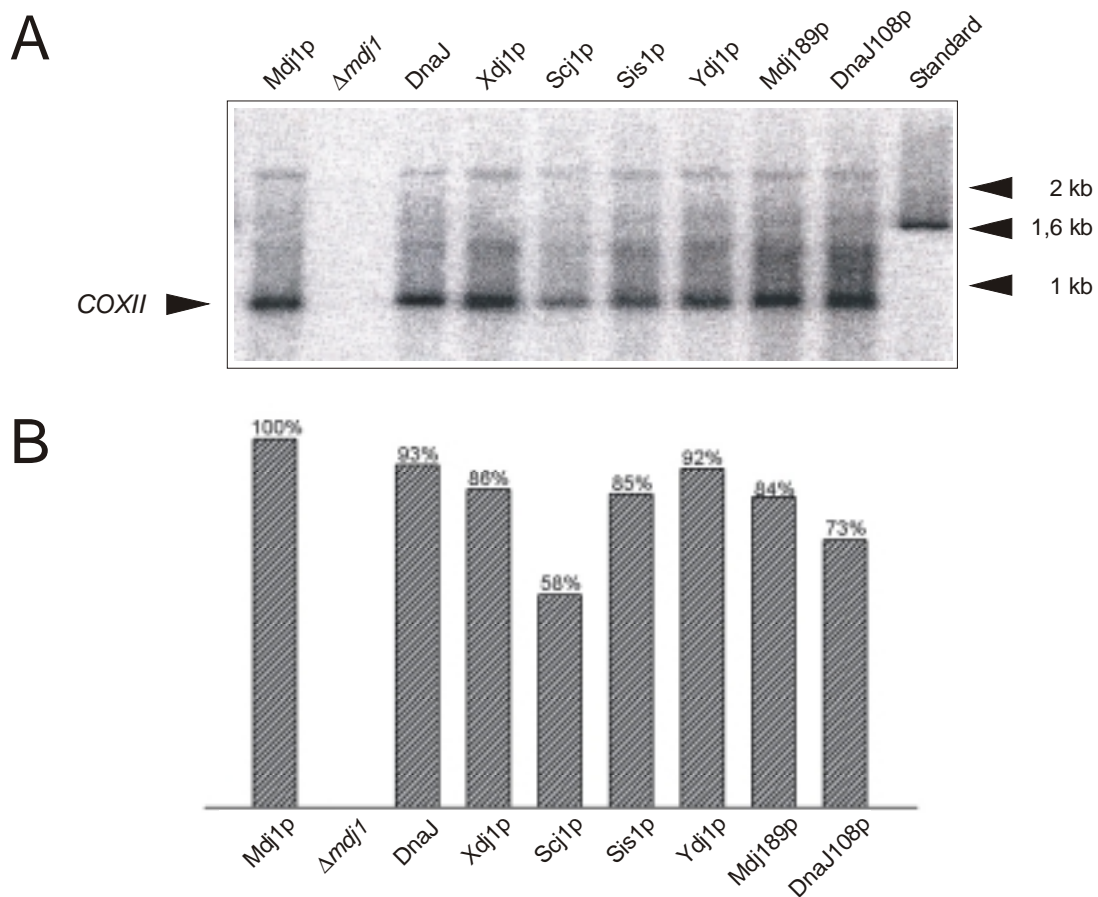 A
Mdj1p Δmdj1 DnaJ Xdj1p Scj1p Sis1p Ydj1p Mdj189p DnaJ108p Standard
2 kb
1,6 kb
1 kb
COXII
B
100%
93%
86%
58%
85%
92%
84%
73%
Mdj1p Δmdj1 DnaJ Xdj1p Scj1p Sis1p Ydj1p Mdj189p DnaJ108p